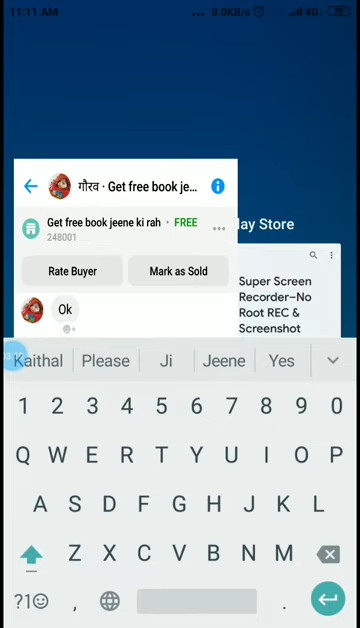 11:11 AM
... 0.0KB/s 4G
गौरव · Get free book je...
Get free book jeene ki rah · FREE
248001
Rate Buyer
Mark as Sold
Ok
lay Store
Super Screen
Recorder–No
Root REC &
Screenshot
Kaithal Please Ji Jeene Yes
1 2 3 4 5 6 7 8 9 0
Q W E R T Y U I O P
A S D F G H J K L
Z X C V B N M
?1☺ , .